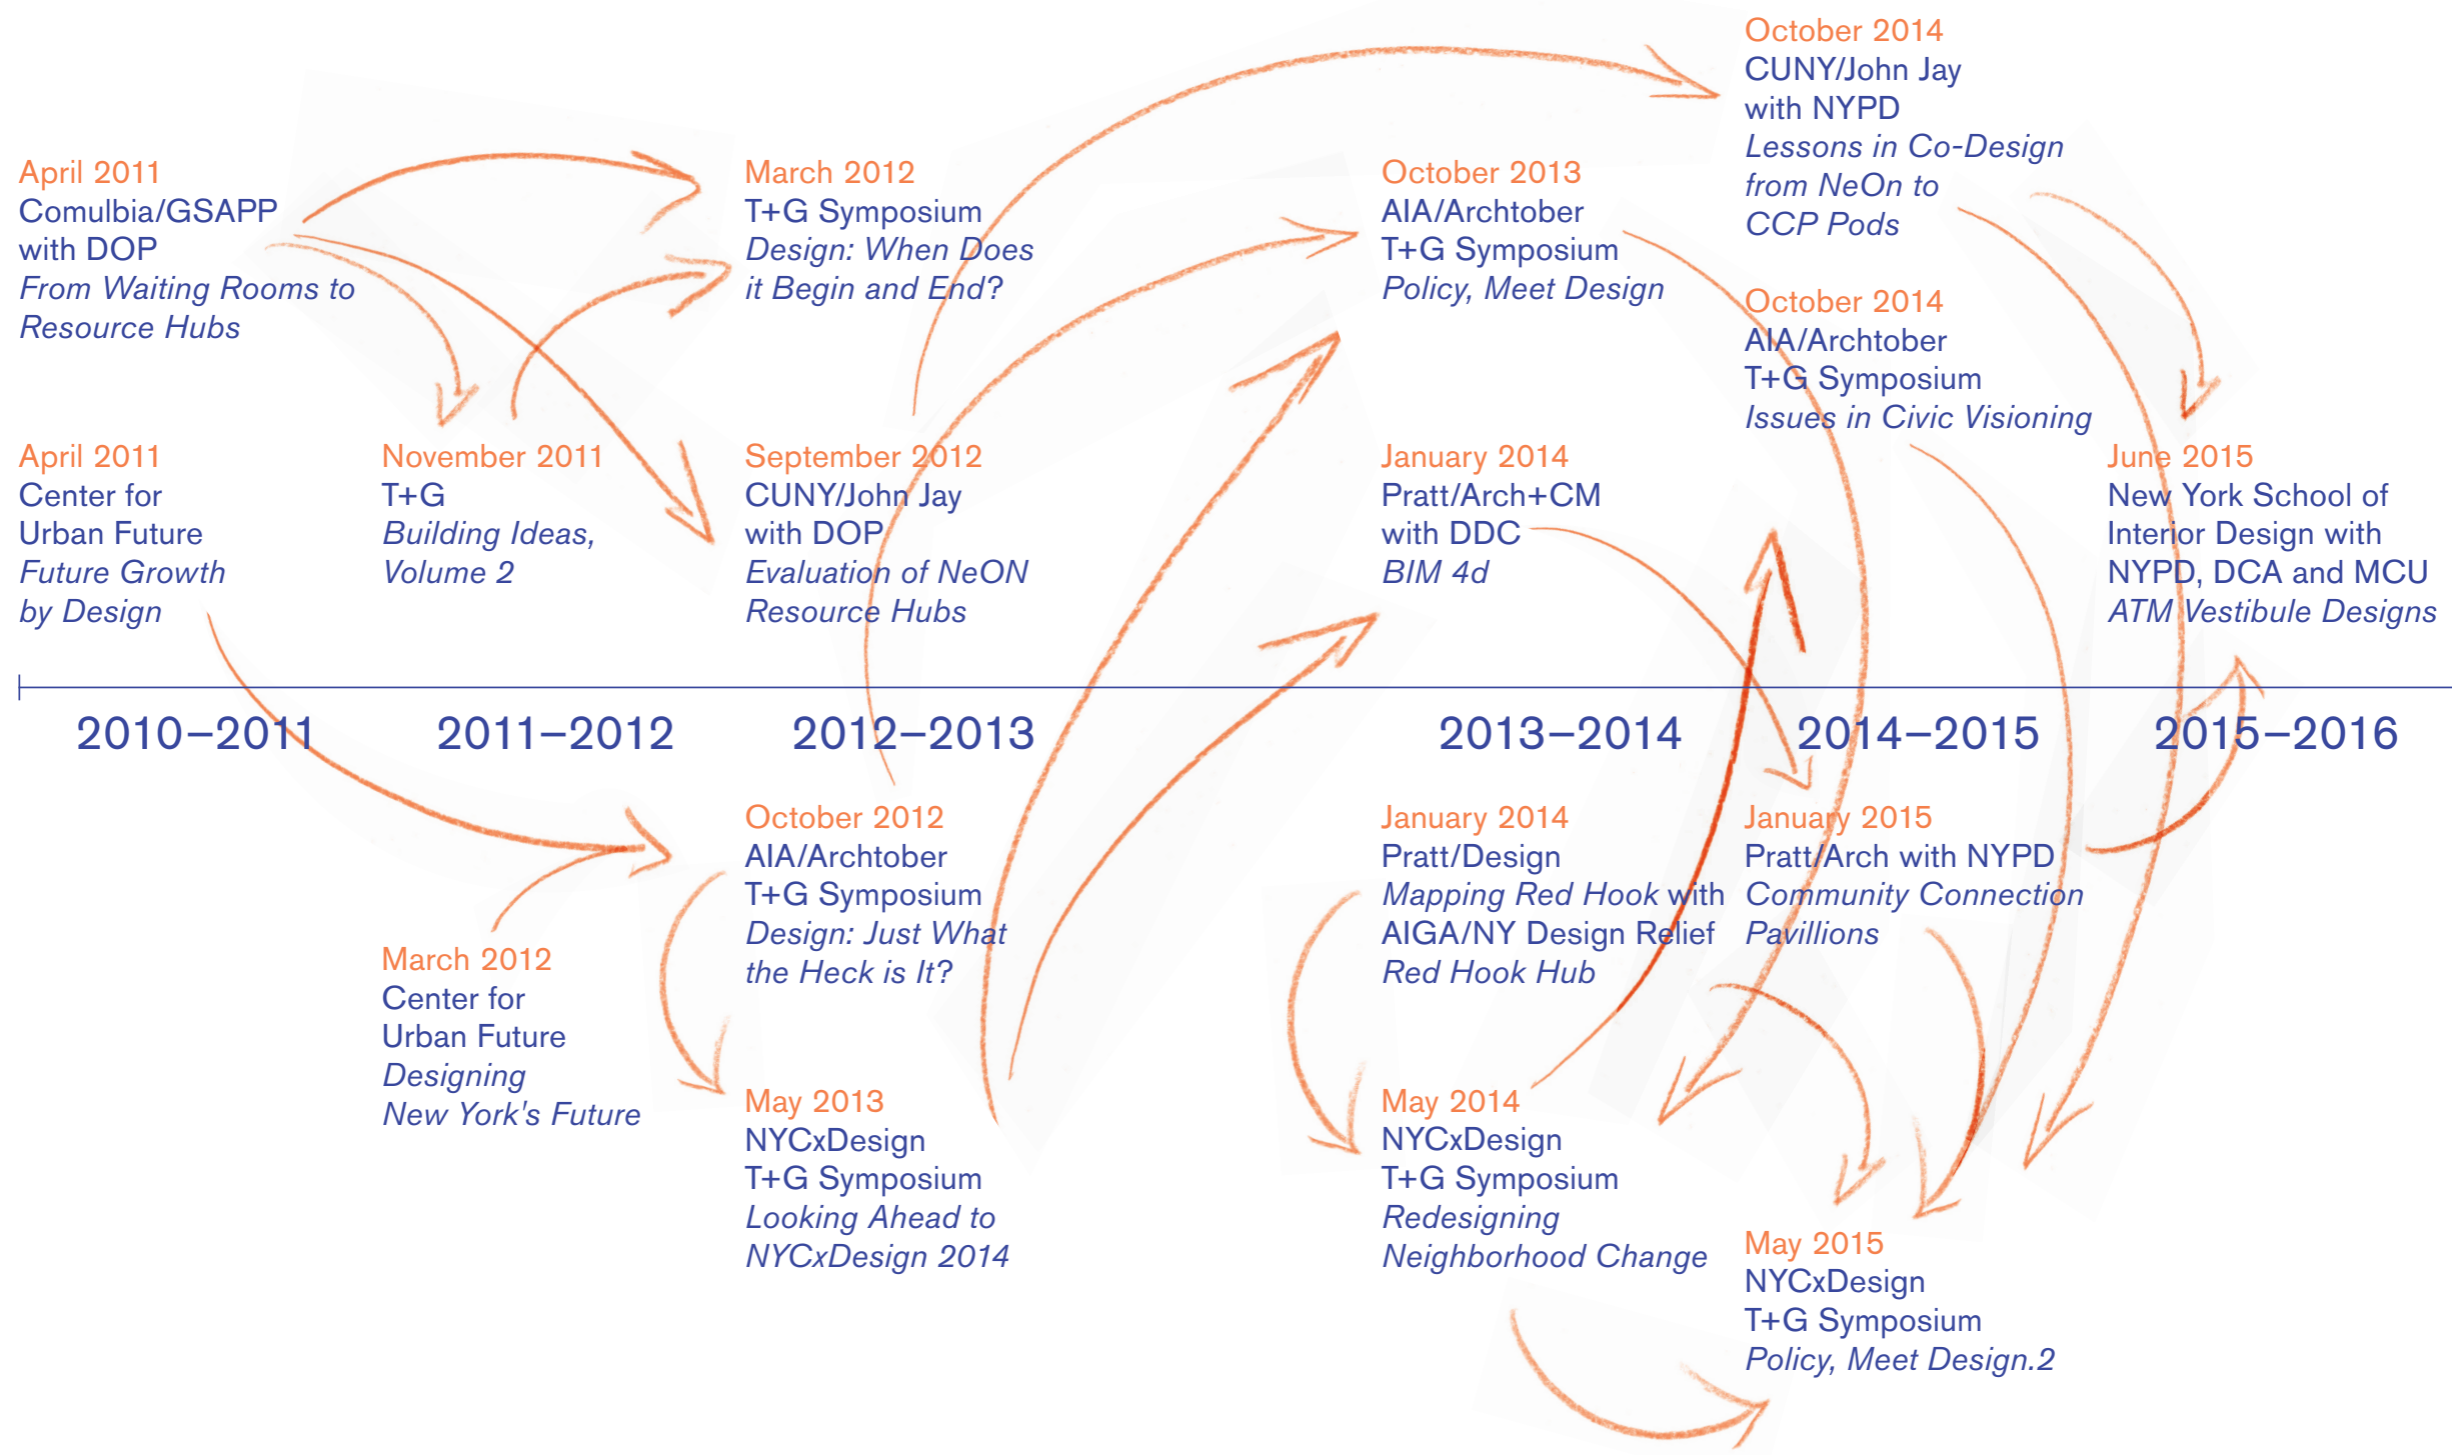 April 2011
Comulbia/GSAPP
with DOP
From Waiting Rooms to
Resource Hubs
April 2011
Center for
Urban Future
Future Growth
by Design
November 2011
T+G
Building Ideas,
Volume 2
March 2012
T+G Symposium
Design: When Does
it Begin and End?
September 2012
CUNY/John Jay
with DOP
Evaluation of NeON
Resource Hubs
October 2013
AIA/Archtober
T+G Symposium
Policy, Meet Design
January 2014
Pratt/Arch+CM
with DDC
BIM 4d
October 2014
CUNY/John Jay
with NYPD
Lessons in Co-Design
from NeOn to
CCP Pods
October 2014
AIA/Archtober
T+G Symposium
Issues in Civic Visioning
June 2015
New York School of
Interior Design with
NYPD, DCA and MCU
ATM Vestibule Designs
2010–2011
2011–2012
2012–2013
2013–2014
2014–2015
2015–2016
March 2012
Center for
Urban Future
Designing
New York's Future
October 2012
AIA/Archtober
T+G Symposium
Design: Just What
the Heck is It?
May 2013
NYCxDesign
T+G Symposium
Looking Ahead to
NYCxDesign 2014
January 2014
Pratt/Design
Mapping Red Hook with
AIGA/NY Design Relief
Red Hook Hub
May 2014
NYCxDesign
T+G Symposium
Redesigning
Neighborhood Change
January 2015
Pratt/Arch with NYPD
Community Connection
Pavillions
May 2015
NYCxDesign
T+G Symposium
Policy, Meet Design.2